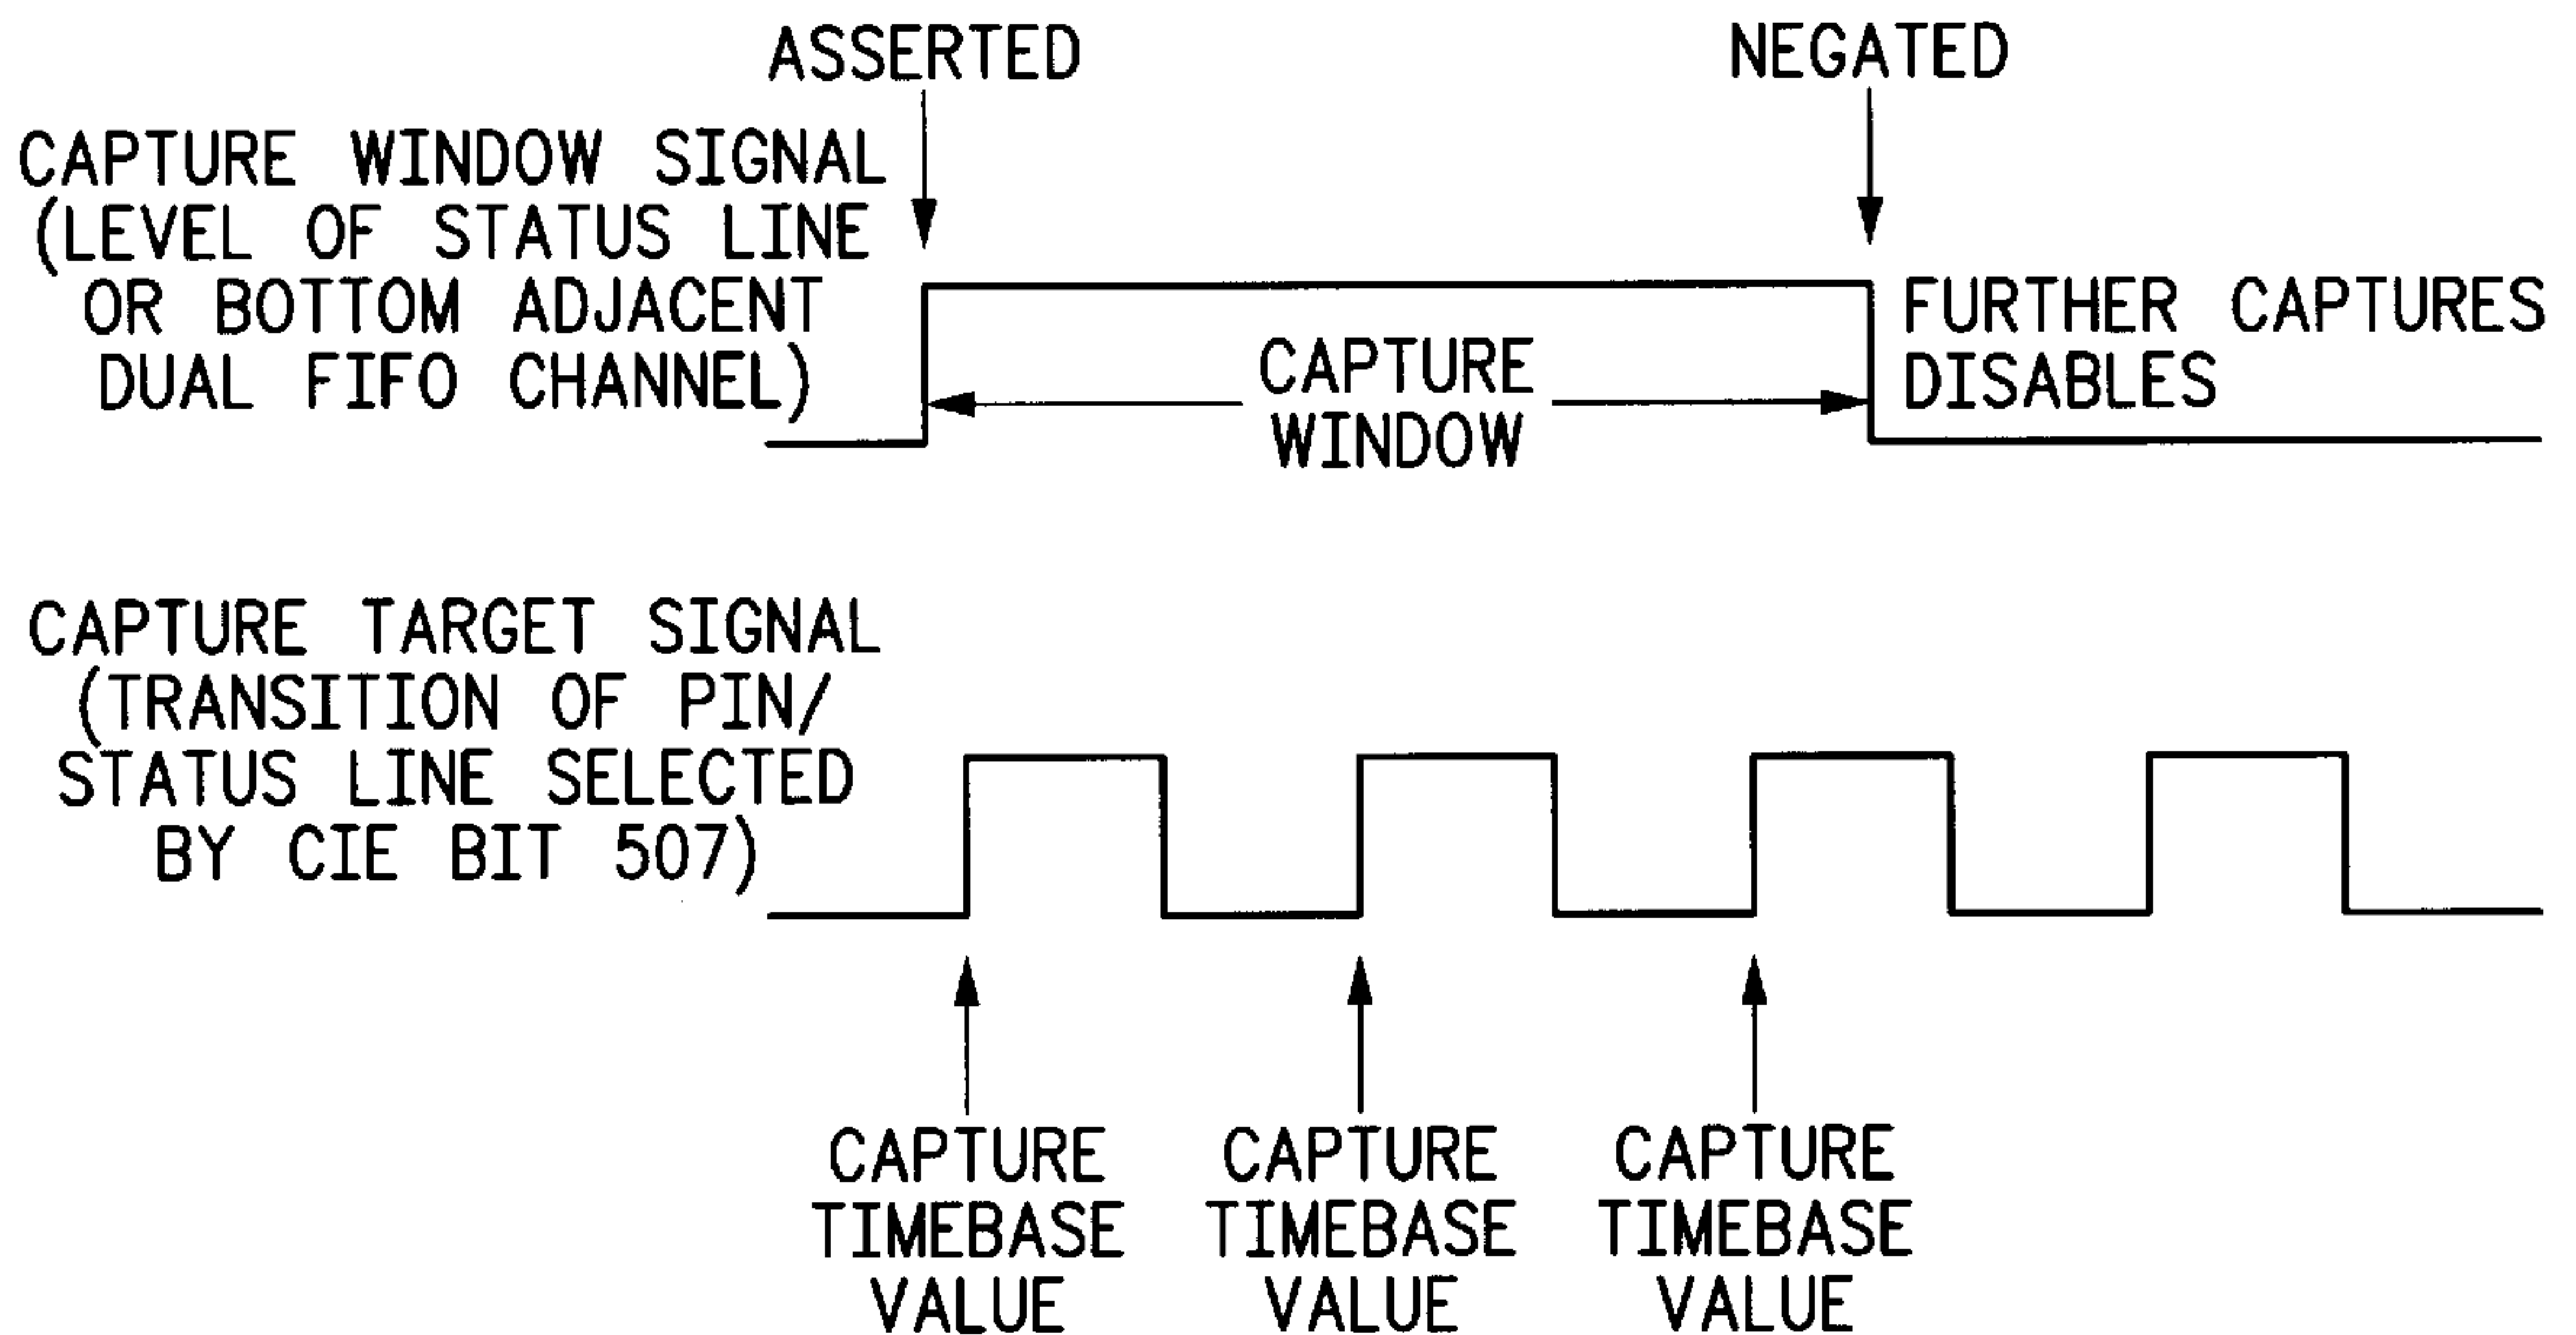 ASSERTED
NEGATED
CAPTURE WINDOW SIGNAL
(LEVEL OF STATUS LINE
OR BOTTOM ADJACENT
DUAL FIFO CHANNEL)
CAPTURE
WINDOW
FURTHER CAPTURES
DISABLES
CAPTURE TARGET SIGNAL
(TRANSITION OF PIN/
STATUS LINE SELECTED
BY CIE BIT 507)
CAPTURE
TIMEBASE
VALUE
CAPTURE
TIMEBASE
VALUE
CAPTURE
TIMEBASE
VALUE